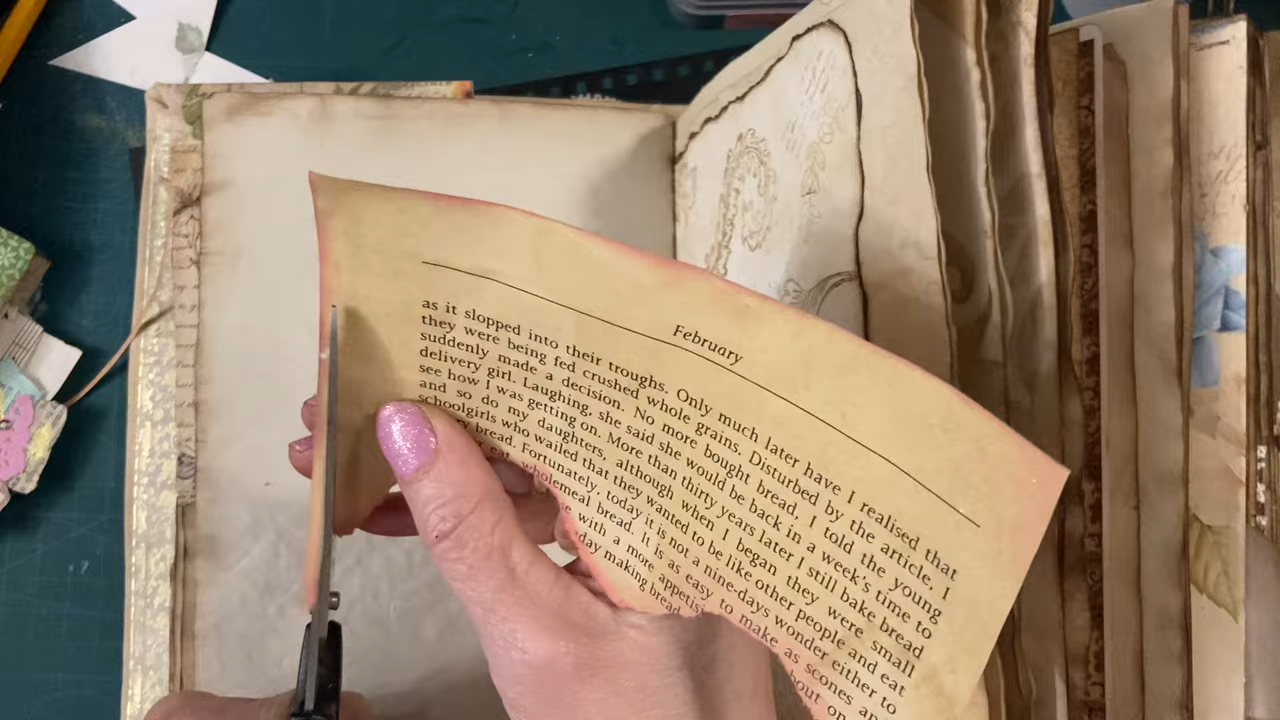 February
as it slopped into their troughs. Only much later have I realised that
they were being fed crushed whole grains. Disturbed by the article, I
suddenly made a decision. No more bought bread, I told the young
delivery girl. Laughing, she said she would be back in a week's time to
see how I was getting on. More than thirty years later I still bake bread
and so do my daughters, although when I began they were small
schoolgirls who wailed that they wanted to be like other people and eat
bread. Fortunately, today it is not a nine-days wonder either to
eat wholemeal bread. It is as easy to make as scones
with a more
day making bread